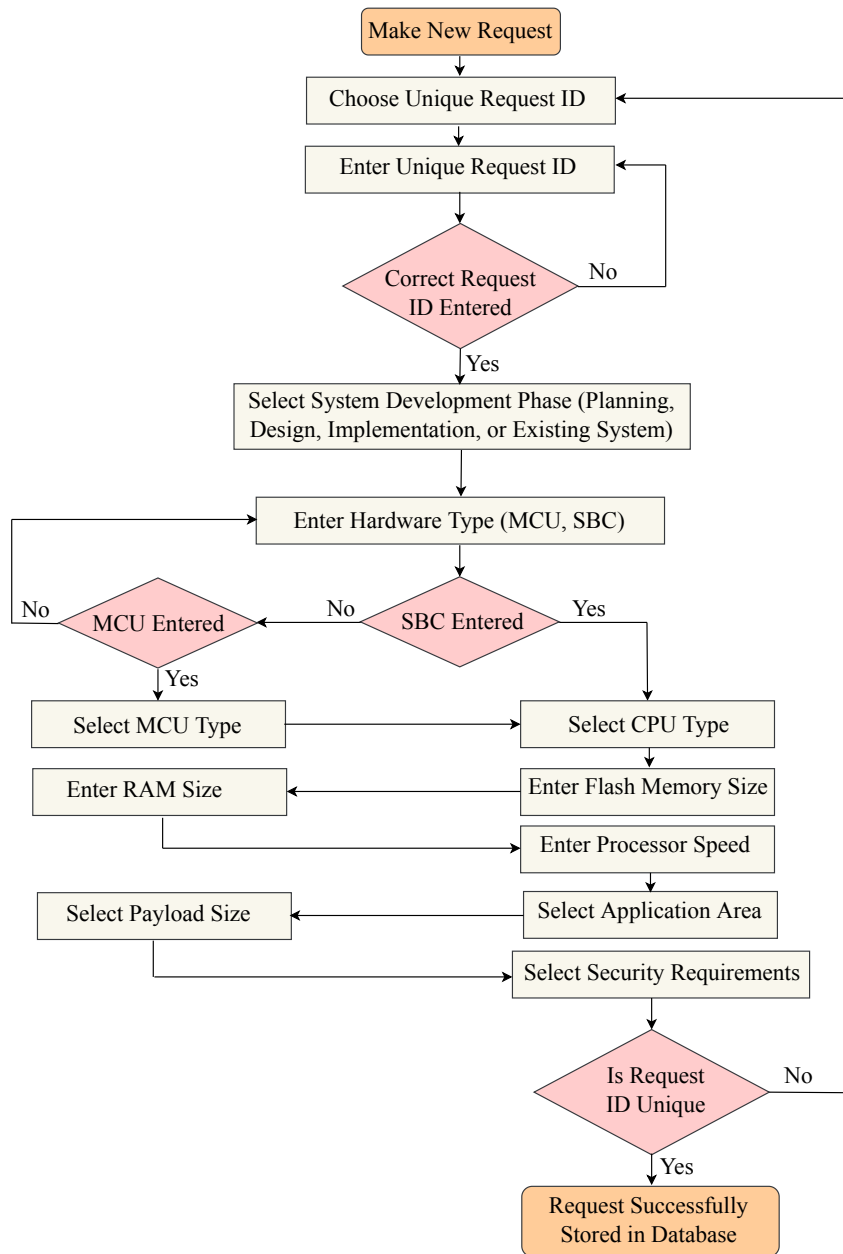 Make New Request
Choose Unique Request ID
Enter Unique Request ID
Correct Request
ID Entered
No
Yes
Select System Development Phase (Planning,
Design, Implementation, or Existing System)
Enter Hardware Type (MCU, SBC)
No
MCU Entered
No
SBC Entered
Yes
Yes
Select MCU Type
Select CPU Type
Enter RAM Size
Enter Flash Memory Size
Enter Processor Speed
Select Payload Size
Select Application Area
Select Security Requirements
Is Request
ID Unique
No
Yes
Request Successfully
Stored in Database